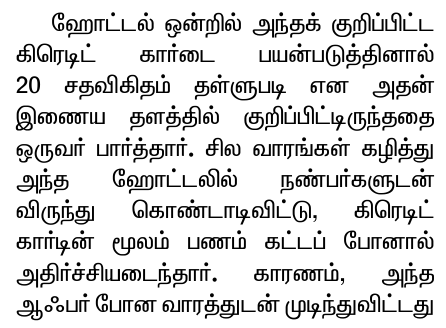 ஹோட்டல் ஒன்றில் அந்தக் குறிப்பிட்ட
கிரெடிட் கார்டை பயன்படுத்தினால்
20 சதவிகிதம் தள்ளுபடி என அதன்
இணைய தளத்தில் குறிப்பிட்டிருந்ததை
ஒருவர் பார்த்தார். சில வாரங்கள் கழித்து
அந்த ஹோட்டலில் நண்பர்களுடன்
விருந்து கொண்டாடிவிட்டு, கிரெடிட்
கார்டின் மூலம் பணம் கட்டப் போனால்
அதிர்ச்சியடைந்தார். காரணம், அந்த
ஆஃபர் போன வாரத்துடன் முடிந்துவிட்டது